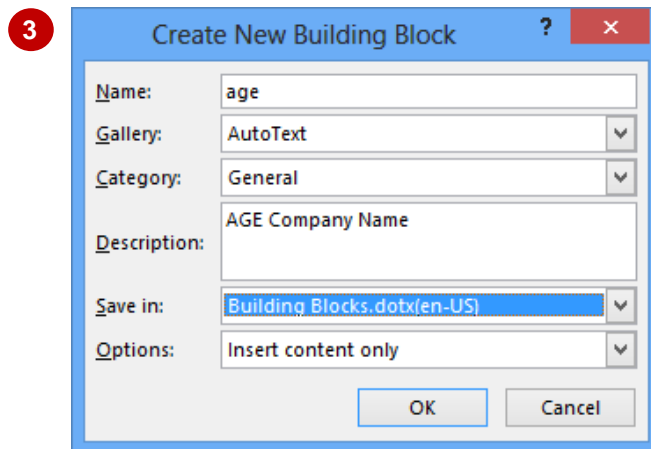 3
Create New Building Block ? ×
Name: age
Gallery: AutoText
Category: General
Description: AGE Company Name
Save in: Building Blocks.dotx(en-US)
Options: Insert content only
OK Cancel